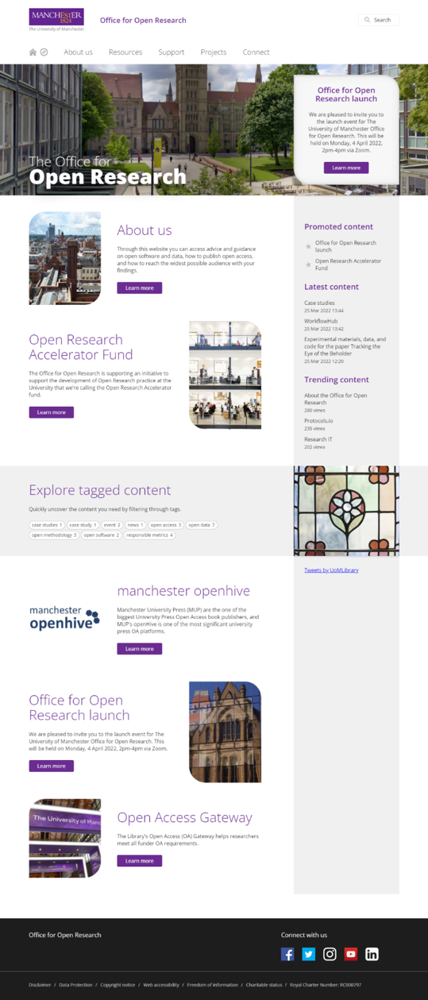 MANCHESTER
1824
The University of Manchester
Office for Open Research
Search
About us
Resources
Support
Projects
Connect
The Office for
Open Research
Office for Open
Research launch
We are pleased to invite you to
the launch event for The
University of Manchester Office
for Open Research. This will be
held on Monday, 4 April 2022,
2pm-4pm via Zoom.
Learn more
About us
Through this website you can access advice and guidance
on open software and data, how to publish open access,
and how to reach the widest possible audience with your
findings.
Learn more
Open Research
Accelerator Fund
The Office for Open Research is supporting an initiative to
support the development of Open Research practice at the
University that we're calling the Open Research Accelerator
fund.
Learn more
Promoted content
Office for Open Research
launch
Open Research Accelerator
Fund
Latest content
Case studies
25 Mar 2022 13:44
WorkflowHub
25 Mar 2022 13:42
Experimental materials, data, and
code for the paper Tracking the
Eye of the Beholder
25 Mar 2022 12:20
Trending content
About the Office for Open
Research
280 views
Protocols.io
235 views
Research IT
202 views
Explore tagged content
Quickly uncover the content you need by filtering through tags.
case studies 1 case study 1 event 2 news 1 open access 3 open data 7
open methodology 3 open software 2 responsible metrics 4
Tweets by UoMLibrary
manchester
openhive
manchester openhive
Manchester University Press (MUP) are the one of the
biggest University Press Open Access book publishers, and
MUP's openHive is one of the most significant university
press OA platforms.
Learn more
Office for Open
Research launch
We are pleased to invite you to the launch event for The
University of Manchester Office for Open Research. This
will be held on Monday, 4 April 2022, 2pm-4pm via Zoom.
Learn more
The University of Manc
Open Access Gateway
The Library's Open Access (OA) Gateway helps researchers
meet all funder OA requirements.
Learn more
Office for Open Research
Connect with us
Disclaimer / Data Protection / Copyright notice / Web accessibility / Freedom of information / Charitable status / Royal Charter Number: RC000797